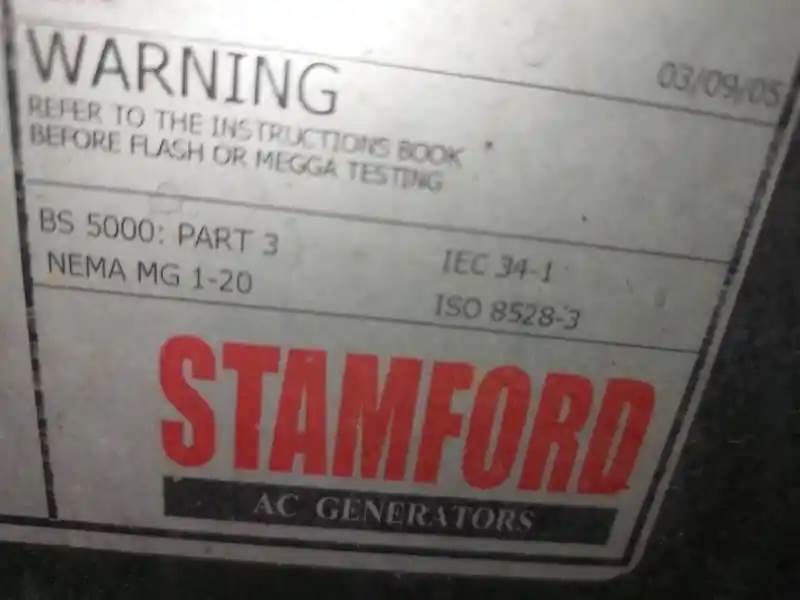 03/09/05
WARNING
REFER TO THE INSTRUCTIONS BOOK
BEFORE FLASH OR MEGGA TESTING
BS 5000: PART 3
IEC 34-1
NEMA MG 1-20
ISO 8528-3
STAMFORD
AC GENERATORS